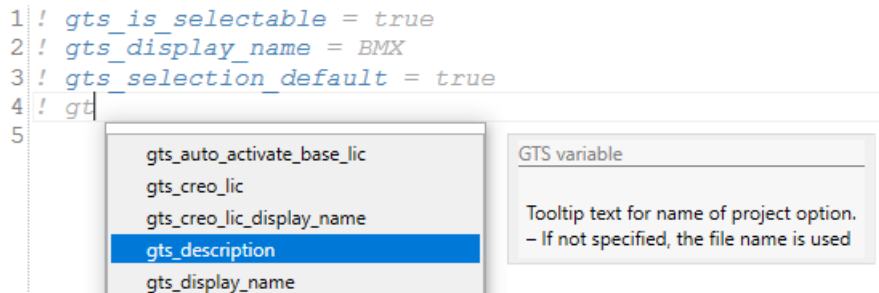 1 ! gts_is_selectable = true
2 ! gts_display_name = BMX
3 ! gts_selection_default = true
4 ! gt
5
gts_auto_activate_base_lic
gts_creo_lic
gts_creo_lic_display_name
gts_description
gts_display_name
GTS variable
Tooltip text for name of project option.
– If not specified, the file name is used